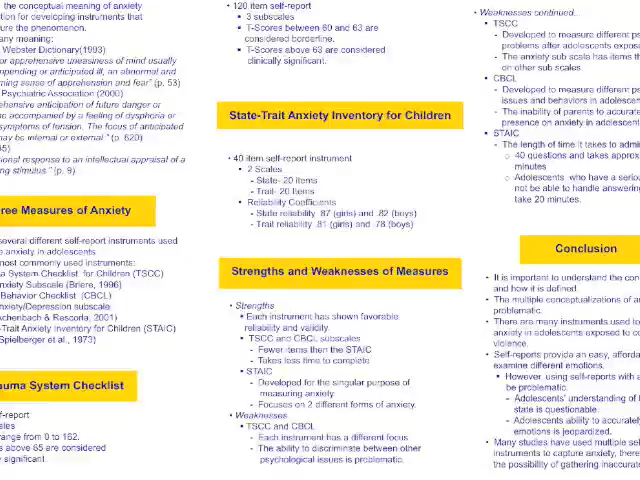 the conceptual meaning of anxiety
tion for developing instruments that
ure the phenomenon.
any meaning:
Webster Dictionary(1993)
or apprehensive uneasiness of mind usually
mpending or anticipated ill, an abnormal and
ming sense of apprehension and fear" (p. 53)
Psychiatric Association (2000)
ehensive anticipation of future danger or
ne accompanied by a feeling of dysphoria or
symptoms of tension. The focus of anticipated
may be internal or external." (p. 820)
ional response to an intellectual appraisal of a
ng stimulus " (p. 9)
ree Measures of Anxiety
several different self-report instruments used
e anxiety in adolescents
most commonly used instruments:
a System Checklist for Children (TSCC)
nxiety Subscale (Briere, 1996)
Behavior Checklist (CBCL)
nxiety/Depression subscale
Achenbach & Rescorla, 2001)
-Trait Anxiety Inventory for Children (STAIC)
Spielberger et al., 1973)
auma System Checklist
f-report
ales
range from 0 to 162.
s above 65 are considered
y significant
• 120 item self-report
3 subscales
T-Scores between 60 and 63 are
considered borderline.
T-Scores above 63 are considered
clinically significant.
State-Trait Anxiety Inventory for Children
• 40 item self-report instrument
• 2 Scales
- State- 20 Items
- Trait- 20 Items
• Reliability Coefficients
- State reliability .87 (girls) and .82 (boys)
- Trait reliability .81 (girls) and .78 (boys)
Strengths and Weaknesses of Measures
• Strengths
Each instrument has shown favorable
reliability and validity.
• TSCC and CBCL subscales
- Fewer items then the STAIC
- Takes less time to complete
• STAIC
- Developed for the singular purpose of
measuring anxiety.
- Focuses on 2 different forms of anxiety.
• Weaknesses
• TSCC and CBCL
- Each instrument has a different focus
- The ability to discriminate between other
psychological issues is problematic.
• Weaknesses continued...
• TSCC
- Developed to measure different ps
problems after adolescents expos
- The anxiety sub scale has items th
on other sub scales.
• CBCL
- Developed to measure different ps
issues and behaviors in adolescen
- The inability of parents to accurate
presence on anxiety in adolescent
• STAIC
- The length of time it takes to admi
o 40 questions and takes approx
minutes
o Adolescents who have a seriou
not be able to handle answering
take 20 minutes.
Conclusion
• It is important to understand the con
and how it is defined.
• The multiple conceptualizations of a
problematic.
• There are many instruments used to
anxiety in adolescents exposed to co
violence.
• Self-reports provide an easy, afforda
examine different emotions.
• However, using self-reports with a
be problematic.
- Adolescents' understanding of t
state is questionable.
- Adolescents ability to accurately
emotions is jeopardized.
• Many studies have used multiple sel
instruments to capture anxiety, there
the possibility of gathering inaccurate